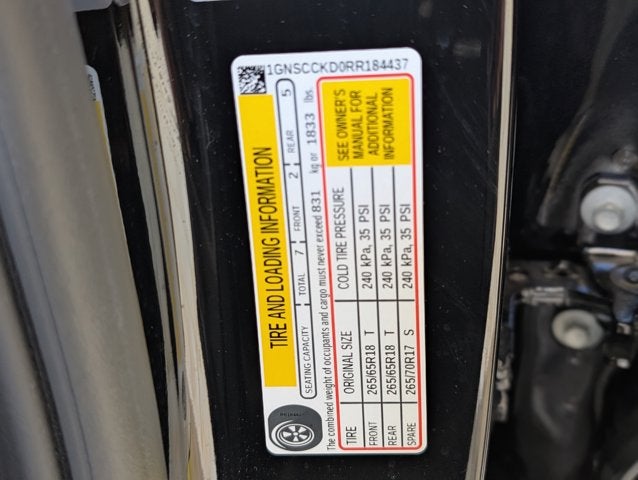 1GNSCCKD0RR184437
TIRE AND LOADING INFORMATION
SEATING CAPACITY TOTAL 7 FRONT 2 REAR 5
The combined weight of occupants and cargo must never exceed 831 kg or 1833 lbs.
TIRE ORIGINAL SIZE COLD TIRE PRESSURE
FRONT 265/65R18 T 240 kPa, 35 PSI
REAR 265/65R18 T 240 kPa, 35 PSI
SPARE 265/70R17 S 240 kPa, 35 PSI
SEE OWNER'S
MANUAL FOR
ADDITIONAL
INFORMATION